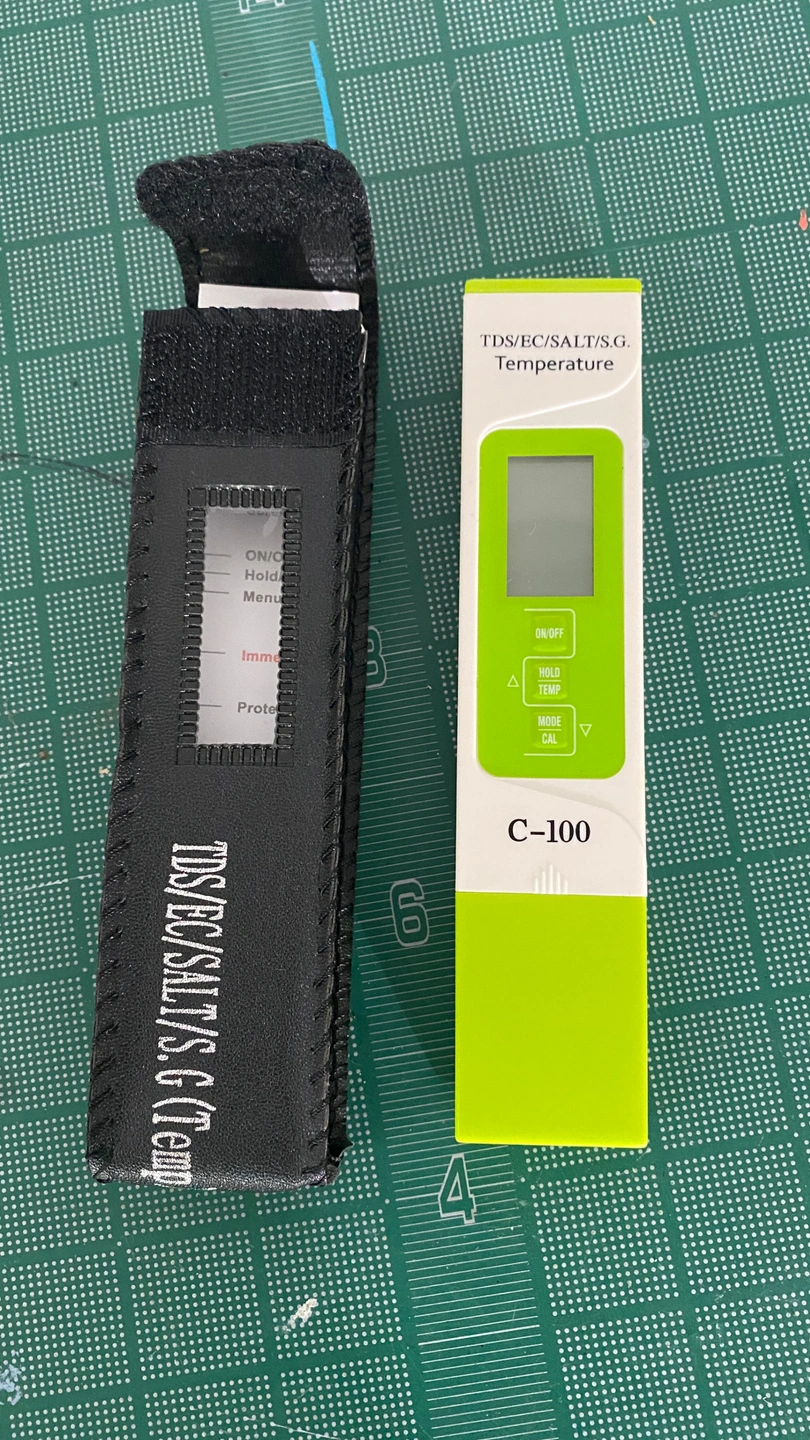 ON/O
Hold/
Menu
Imme
Prote
TDS/EC/SALT/S.G(Temp
TDS/EC/SALT/S.G.
Temperature
ON/OFF
HOLD
TEMP
MODE
CAL
C-100
8
6
4